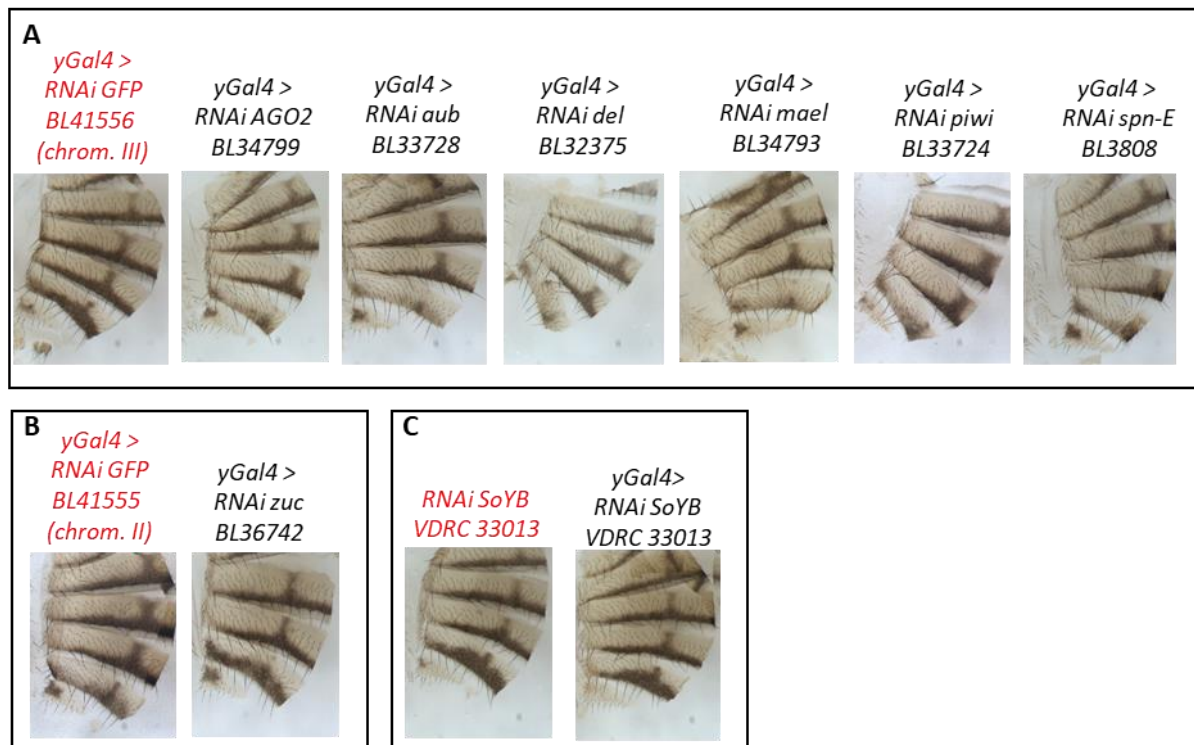 A
yGal4 >
RNAi GFP
BL41556
(chrom. III)
yGal4 >
RNAi AGO2
BL34799
yGal4 >
RNAi aub
BL33728
yGal4 >
RNAi del
BL32375
yGal4 >
RNAi mael
BL34793
yGal4 >
RNAi piwi
BL33724
yGal4 >
RNAi spn-E
BL3808
B
yGal4 >
RNAi GFP
BL41555
(chrom. II)
yGal4 >
RNAi zuc
BL36742
C
RNAi SoYB
VDRC 33013
yGal4>
RNAi SoYB
VDRC 33013